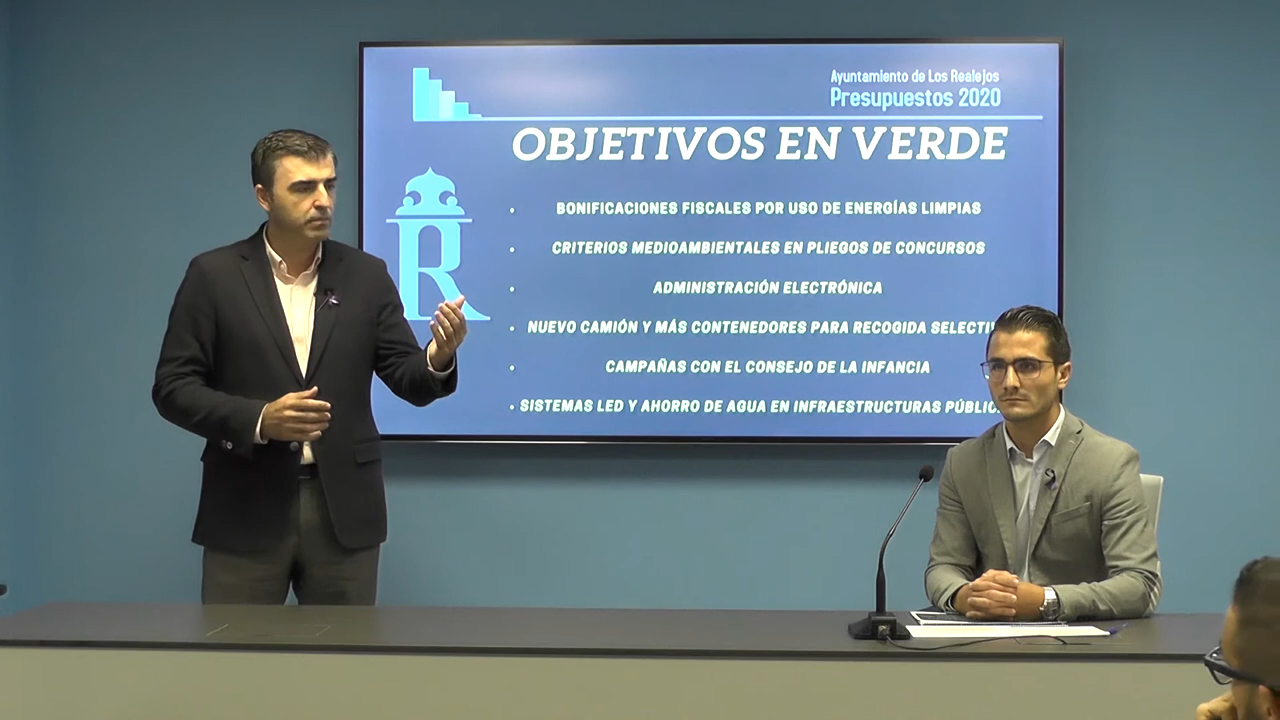 Ayuntamiento de Los Realejos
Presupuestos 2020
OBJETIVOS EN VERDE
R
• BONIFICACIONES FISCALES POR USO DE ENERGÍAS LIMPIAS
• CRITERIOS MEDIOAMBIENTALES EN PLIEGOS DE CONCURSOS
• ADMINISTRACIÓN ELECTRÓNICA
• NUEVO CAMIÓN Y MÁS CONTENEDORES PARA RECOGIDA
• CAMPAÑAS CON EL CONSEJO DE LA INFANCIA
• SISTEMAS LED Y AHORRO DE AGUA EN INFRAESTRUCTURAS